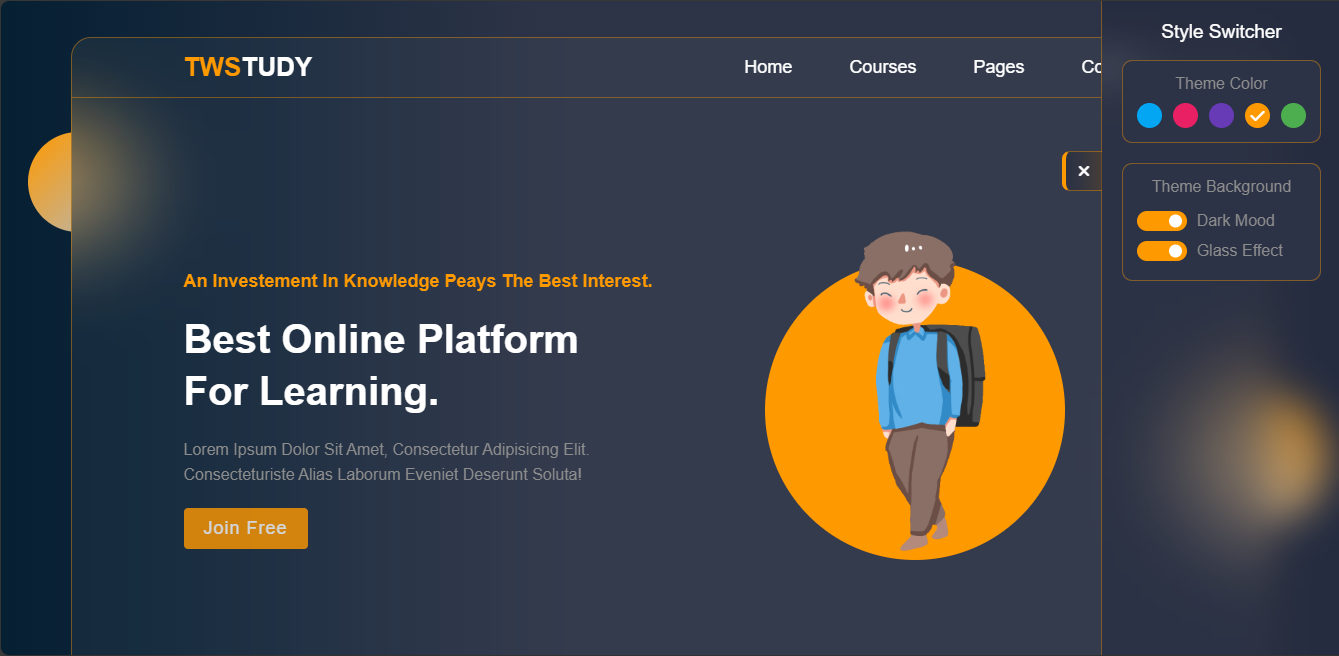 TWSTUDY
Home Courses Pages Co
Style Switcher
Theme Color
Theme Background
Dark Mood
Glass Effect
An Investement In Knowledge Peays The Best Interest.
Best Online Platform
For Learning.
Lorem Ipsum Dolor Sit Amet, Consectetur Adipisicing Elit.
Consecteturiste Alias Laborum Eveniet Deserunt Soluta!
Join Free